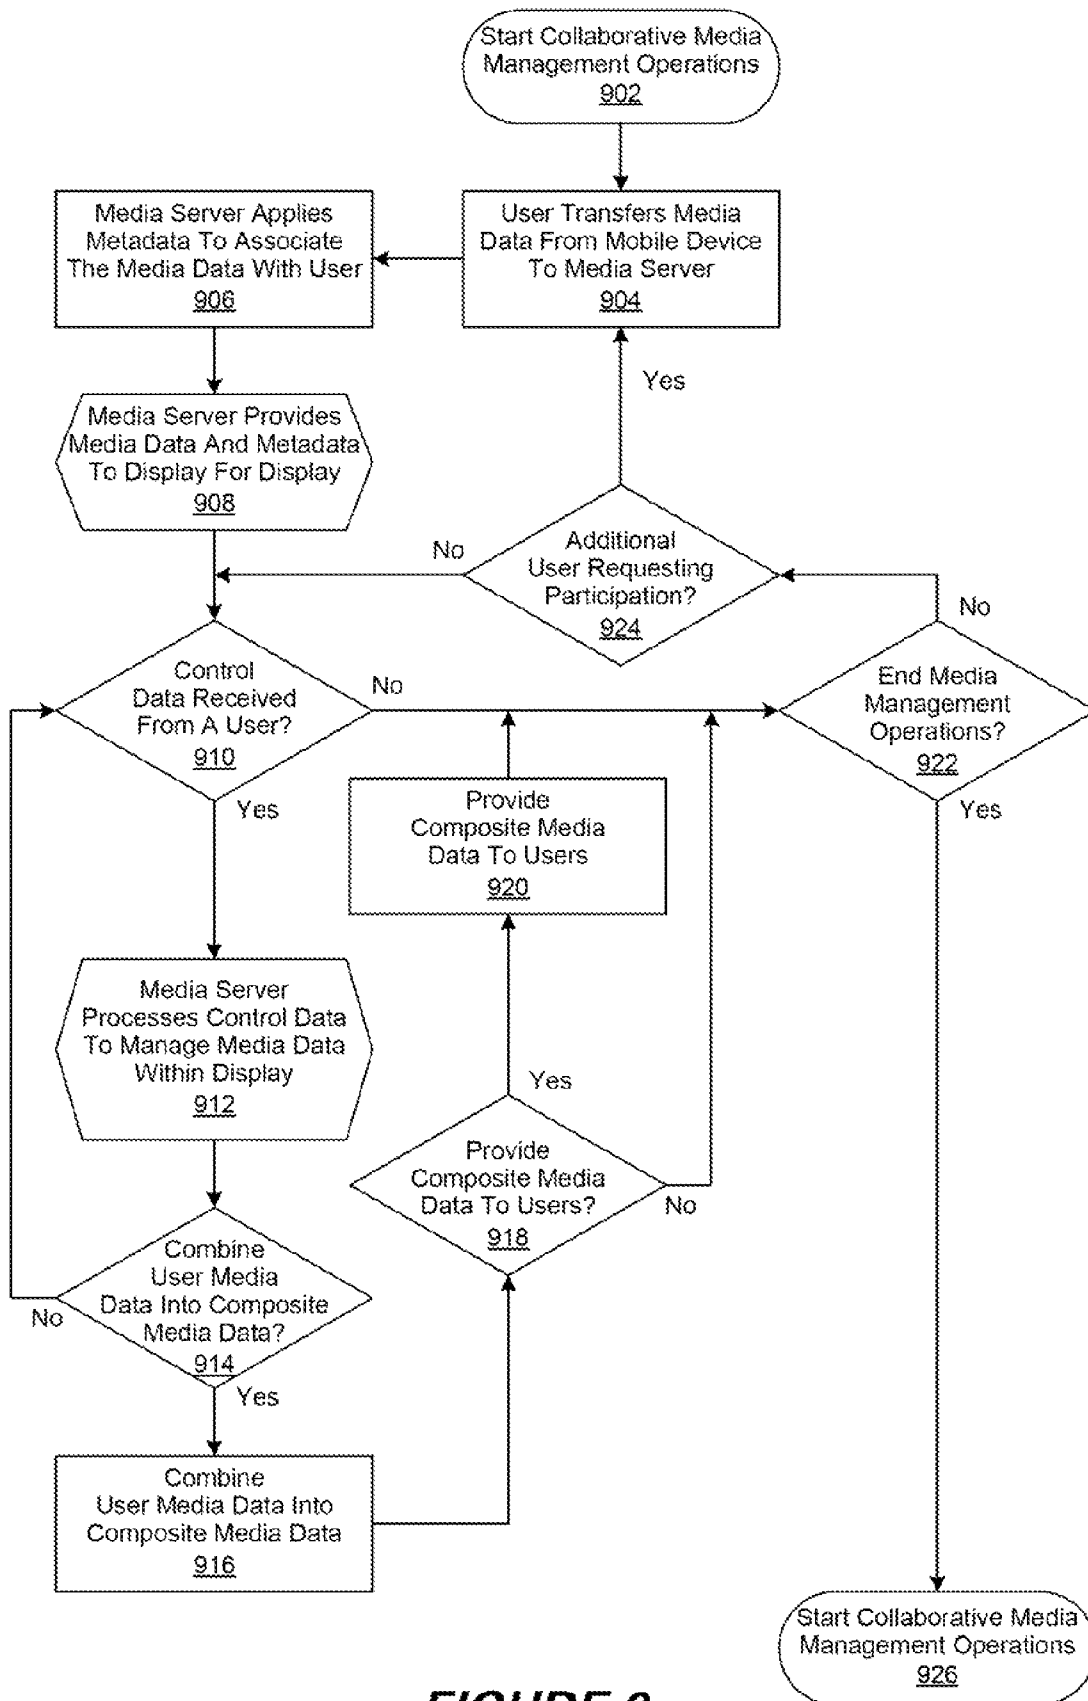 Start Collaborative Media
Management Operations
902
User Transfers Media
Data From Mobile Device
To Media Server
904
Media Server Applies
Metadata To Associate
The Media Data With User
906
Media Server Provides
Media Data And Metadata
To Display For Display
908
Yes
No
Additional
User Requesting
Participation?
924
No
Control
Data Received
From A User?
910
No
Yes
End Media
Management
Operations?
922
Yes
Provide
Composite Media
Data To Users
920
Media Server
Processes Control Data
To Manage Media Data
Within Display
912
Yes
Provide
Composite Media
Data To Users?
918
No
Combine
User Media
Data Into Composite
Media Data?
914
No
Yes
Combine
User Media Data Into
Composite Media Data
916
Start Collaborative Media
Management Operations
926
FIGURE